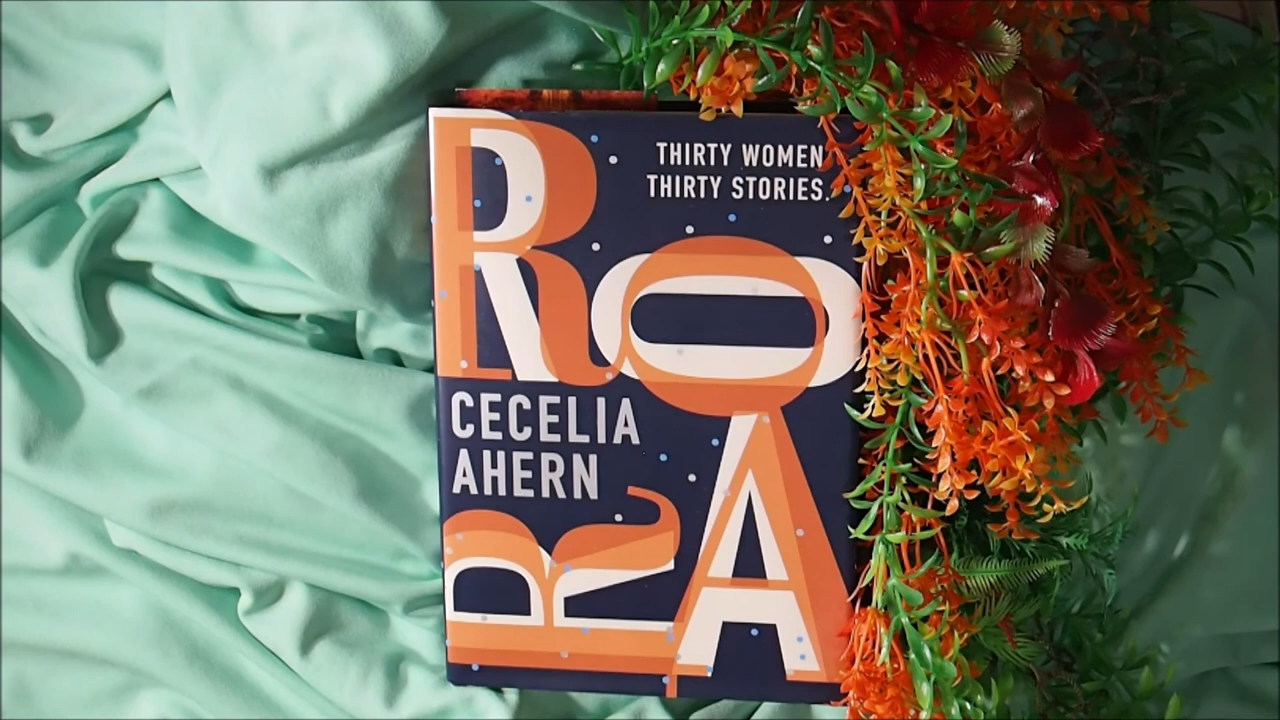 THIRTY WOMEN.
THIRTY STORIES.
ROAR
CECELIA
AHERN